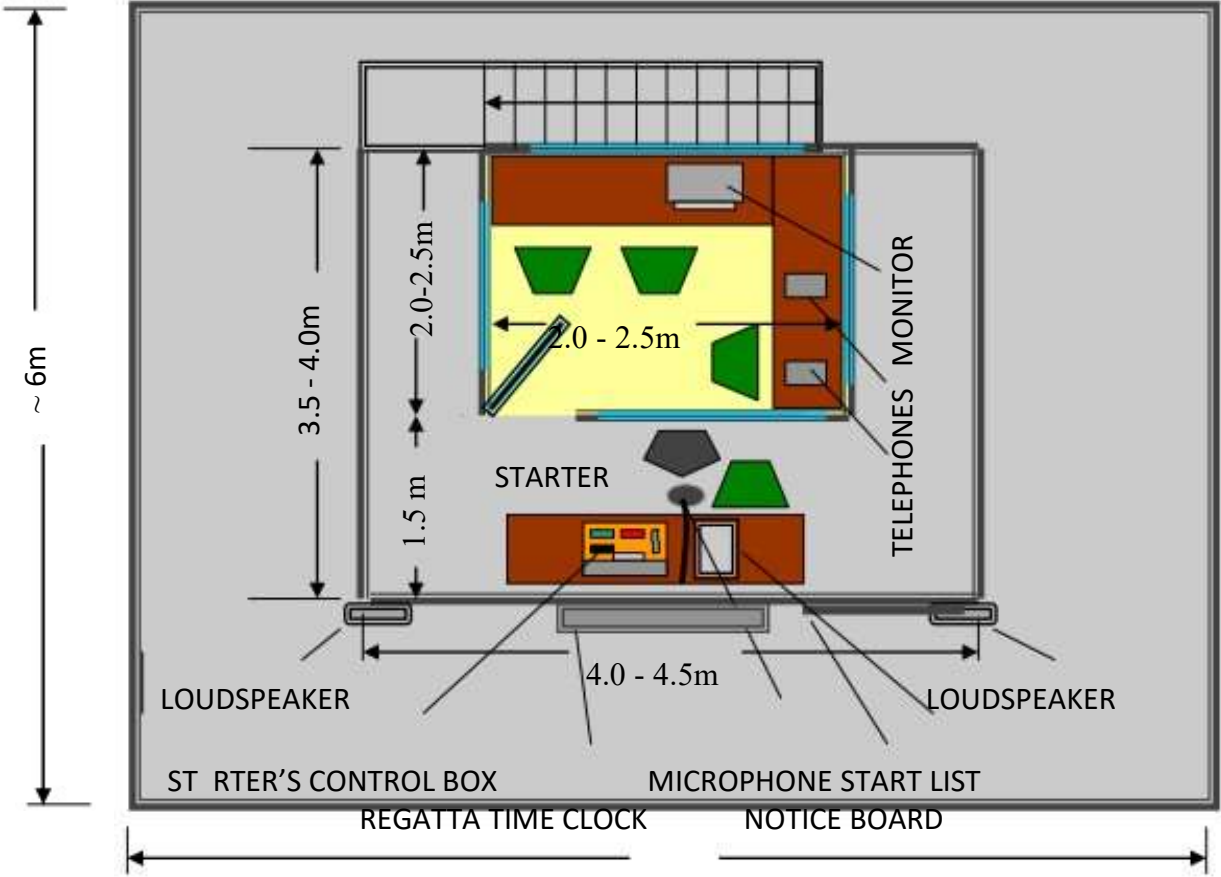 ~ 6m
3.5 - 4.0m
2.0-2.5m
1.5 m
2.0 - 2.5m
MONITOR
TELEPHONES
STARTER
4.0 - 4.5m
LOUDSPEAKER
LOUDSPEAKER
ST RTER’S CONTROL BOX
MICROPHONE START LIST
REGATTA TIME CLOCK
NOTICE BOARD